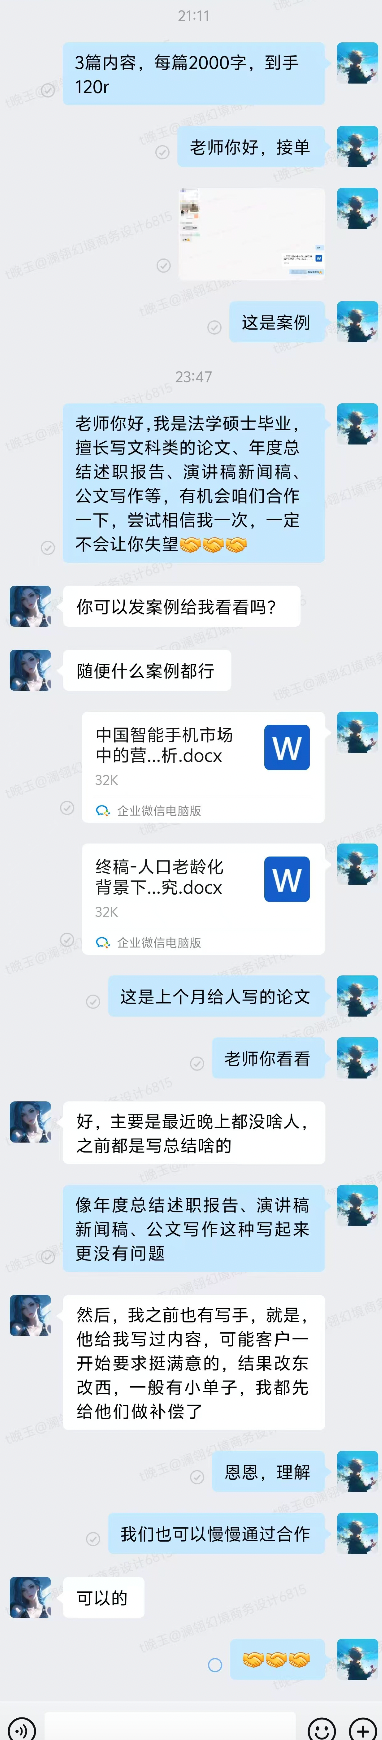 21:11
3篇内容，每篇2000字，到手
120r
老师你好，接单
这是案例
23:47
老师你好,我是法学硕士毕业，
擅长写文科类的论文、年度总
结述职报告、演讲稿新闻稿、
公文写作等，有机会咱们合作
一下，尝试相信我一次，一定
不会让你失望🤝🤝🤝
你可以发案例给我看看吗？
随便什么案例都行
中国智能手机市场
中的营...析.docx
32K
企业微信电脑版
终稿-人口老龄化
背景下...究.docx
32K
企业微信电脑版
这是上个月给人写的论文
老师你看看
好，主要是最近晚上都没啥人，
之前都是写总结啥的
像年度总结述职报告、演讲稿
新闻稿、公文写作这种写起来
更没有问题
然后，我之前也有写手，就是，
他给我写过内容，可能客户一
开始要求挺满意的，结果改东
改西，一般有小单子，我都先
给他们做补偿了
恩恩，理解
我们也可以慢慢通过合作
可以的
🤝🤝🤝